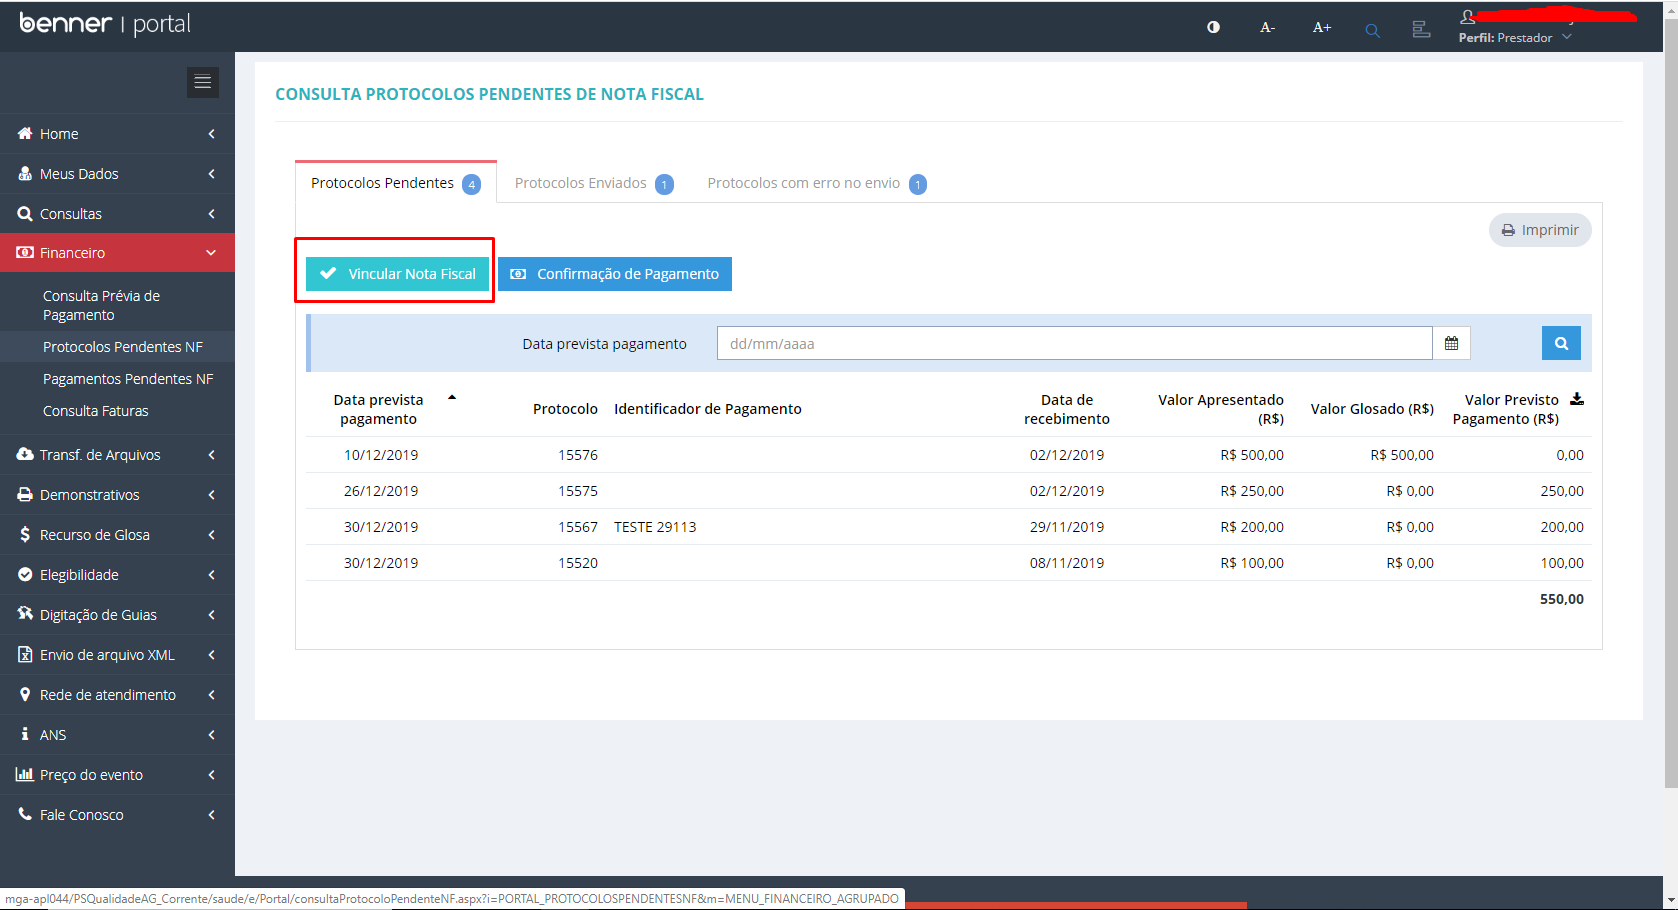 benner | portal
A-
A+
Perfil: Prestador
Home
Meus Dados
Consultas
Financeiro
Consulta Prévia de
Pagamento
Protocolos Pendentes NF
Pagamentos Pendentes NF
Consulta Faturas
Transf. de Arquivos
Demonstrativos
Recurso de Glosa
Elegibilidade
Digitação de Guias
Envio de arquivo XML
Rede de atendimento
ANS
Preço do evento
Fale Conosco
CONSULTA PROTOCOLOS PENDENTES DE NOTA FISCAL
Protocolos Pendentes 4 Protocolos Enviados 1 Protocolos com erro no envio 1
Imprimir
Vincular Nota Fiscal Confirmação de Pagamento
Data prevista pagamento dd/mm/aaaa
Data prevista pagamento Protocolo Identificador de Pagamento Data de recebimento Valor Apresentado (R$) Valor Glosado (R$) Valor Previsto Pagamento (R$)
10/12/2019 15576 02/12/2019 R$ 500,00 R$ 500,00 0,00
26/12/2019 15575 02/12/2019 R$ 250,00 R$ 0,00 250,00
30/12/2019 15567 TESTE 29113 29/11/2019 R$ 200,00 R$ 0,00 200,00
30/12/2019 15520 08/11/2019 R$ 100,00 R$ 0,00 100,00
550,00
mga-apl044/PSQualidadeAG_Corrente/saude/e/Portal/consultaProtocoloPendenteNF.aspx?i=PORTAL_PROTOCOLOSPENDENTESNF&m=MENU_FINANCEIRO_AGRUPADO